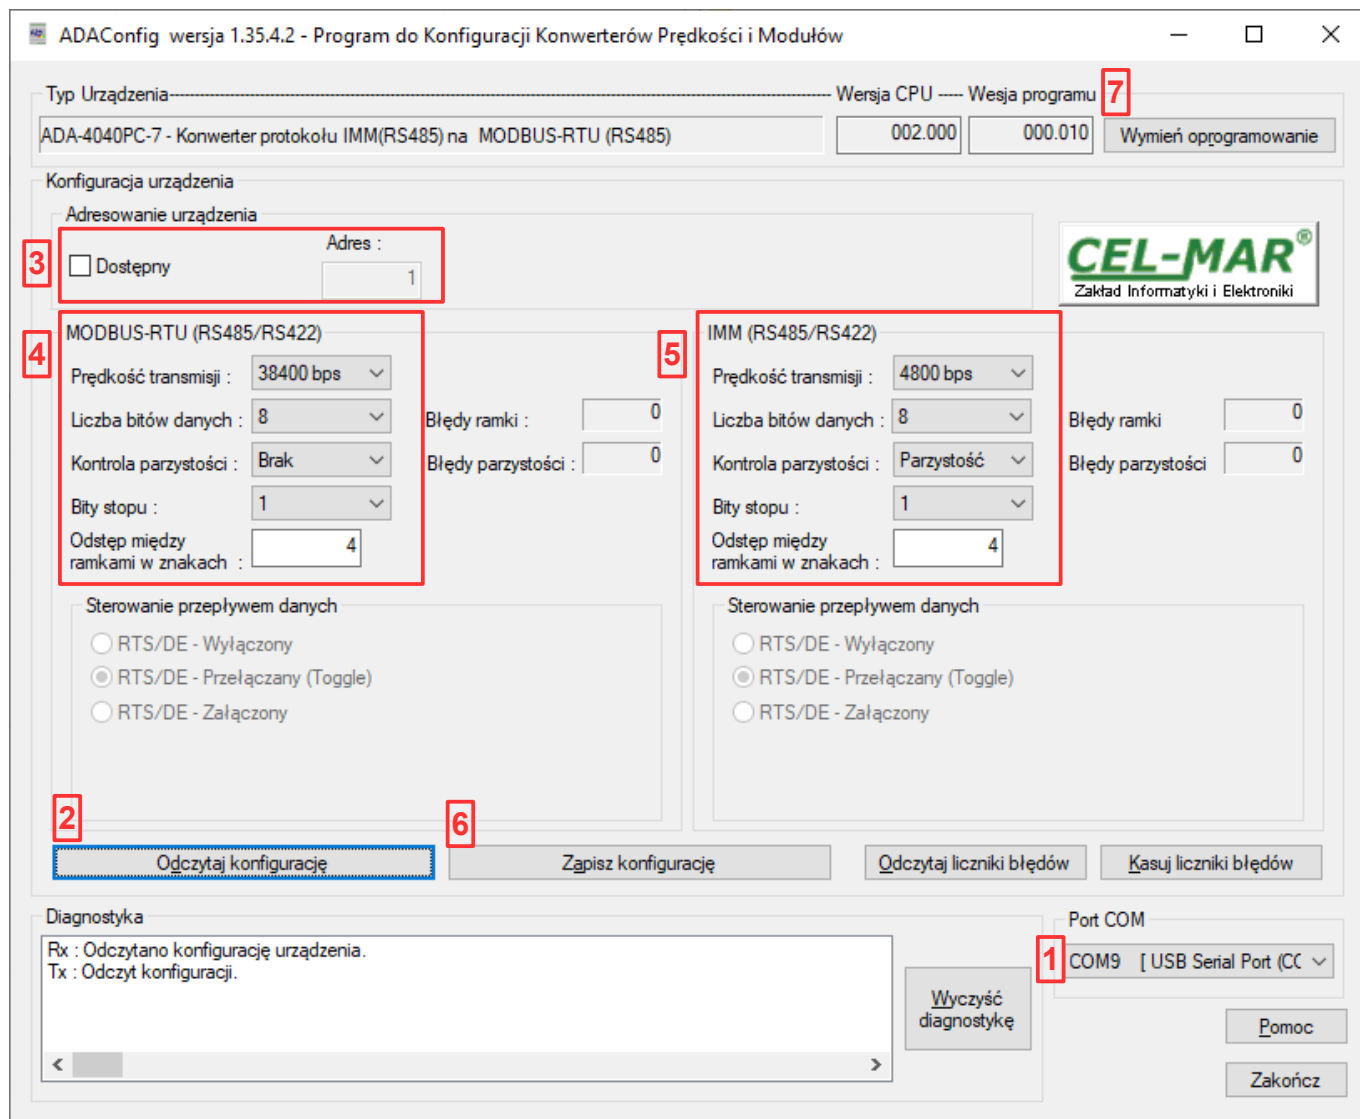 ADAConfig wersja 1.35.4.2 - Program do Konfiguracji Konwerterów Prędkości i Modułów
Typ Urządzenia
Wersja CPU
Wesja programu
7
ADA-4040PC-7 - Konwerter protokołu IMM(RS485) na MODBUS-RTU (RS485)
002.000
000.010
Wymień oprogramowanie
Konfiguracja urządzenia
Adresowanie urządzenia
3
Dostępny
Adres :
1
CEL-MAR®
Zakład Informatyki i Elektroniki
4
MODBUS-RTU (RS485/RS422)
Prędkość transmisji : 38400 bps
Liczba bitów danych : 8
Błędy ramki : 0
Kontrola parzystości : Brak
Błędy parzystości : 0
Bity stopu : 1
Odstęp między
ramkami w znakach : 4
Sterowanie przepływem danych
RTS/DE - Wyłączony
RTS/DE - Przełączany (Toggle)
RTS/DE - Załączony
5
IMM (RS485/RS422)
Prędkość transmisji : 4800 bps
Liczba bitów danych : 8
Błędy ramki 0
Kontrola parzystości : Parzystość
Błędy parzystości 0
Bity stopu : 1
Odstęp między
ramkami w znakach : 4
Sterowanie przepływem danych
RTS/DE - Wyłączony
RTS/DE - Przełączany (Toggle)
RTS/DE - Załączony
2
Odczytaj konfigurację
6
Zapisz konfigurację
Odczytaj liczniki błędów
Kasuj liczniki błędów
Diagnostyka
Rx : Odczytano konfigurację urządzenia.
Tx : Odczyt konfiguracji.
Wyczyść
diagnostykę
Port COM
1
COM9 [ USB Serial Port (CC
Pomoc
Zakończ